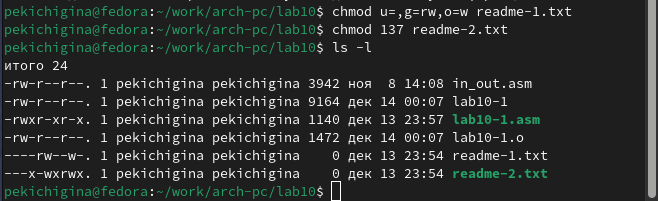 pekichigina@fedora:~/work/arch-pc/lab10$ chmod u=,g=rw,o=w readme-1.txt
pekichigina@fedora:~/work/arch-pc/lab10$ chmod 137 readme-2.txt
pekichigina@fedora:~/work/arch-pc/lab10$ ls -l
итого 24
-rw-r--r--. 1 pekichigina pekichigina 3942 ноя  8 14:08 in_out.asm
-rw-r--r--. 1 pekichigina pekichigina 9164 дек 14 00:07 lab10-1
-rwxr-xr-x. 1 pekichigina pekichigina 1140 дек 13 23:57 lab10-1.asm
-rw-r--r--. 1 pekichigina pekichigina 1472 дек 14 00:07 lab10-1.o
----rw--w-. 1 pekichigina pekichigina    0 дек 13 23:54 readme-1.txt
---x-wxrwx. 1 pekichigina pekichigina    0 дек 13 23:54 readme-2.txt
pekichigina@fedora:~/work/arch-pc/lab10$